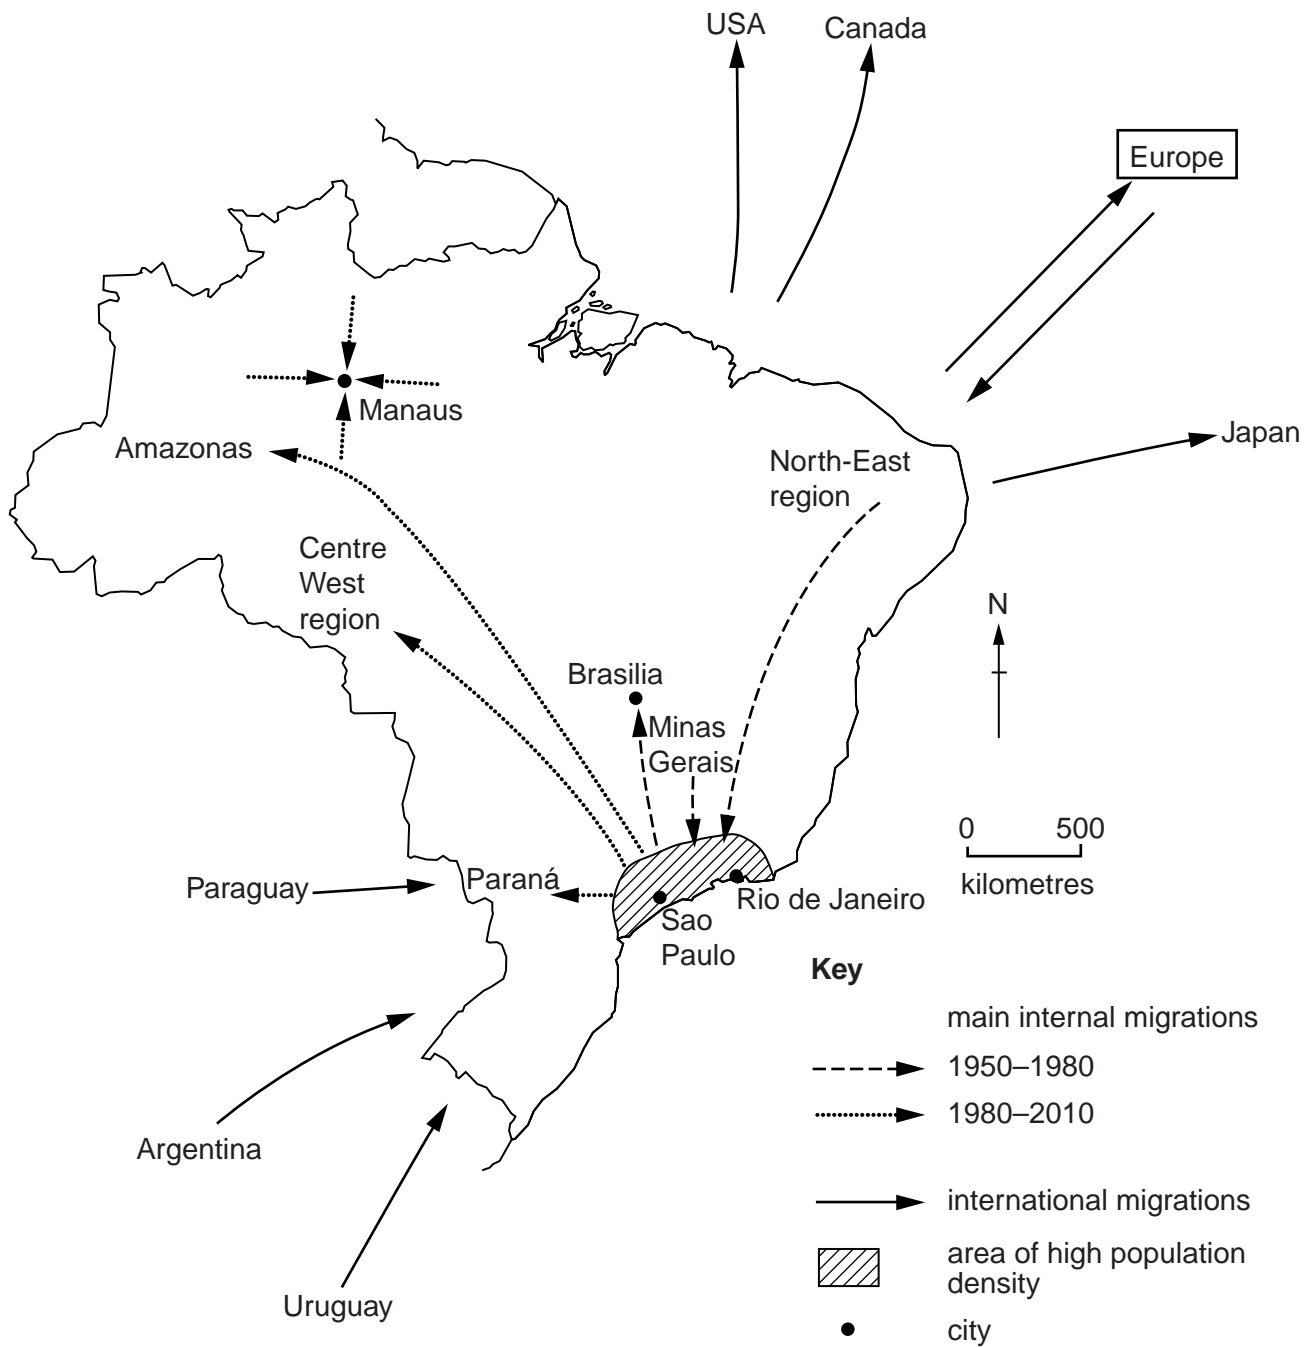 USA
Canada
Europe
Manaus
Amazonas
Japan
North-East
region
Centre
West
region
N
Brasilia
Minas
Gerais
0 500
kilometres
Paraguay
Paraná
Rio de Janeiro
Sao
Paulo
Key
main internal migrations
1950–1980
1980–2010
Argentina
international migrations
area of high population
density
Uruguay
city